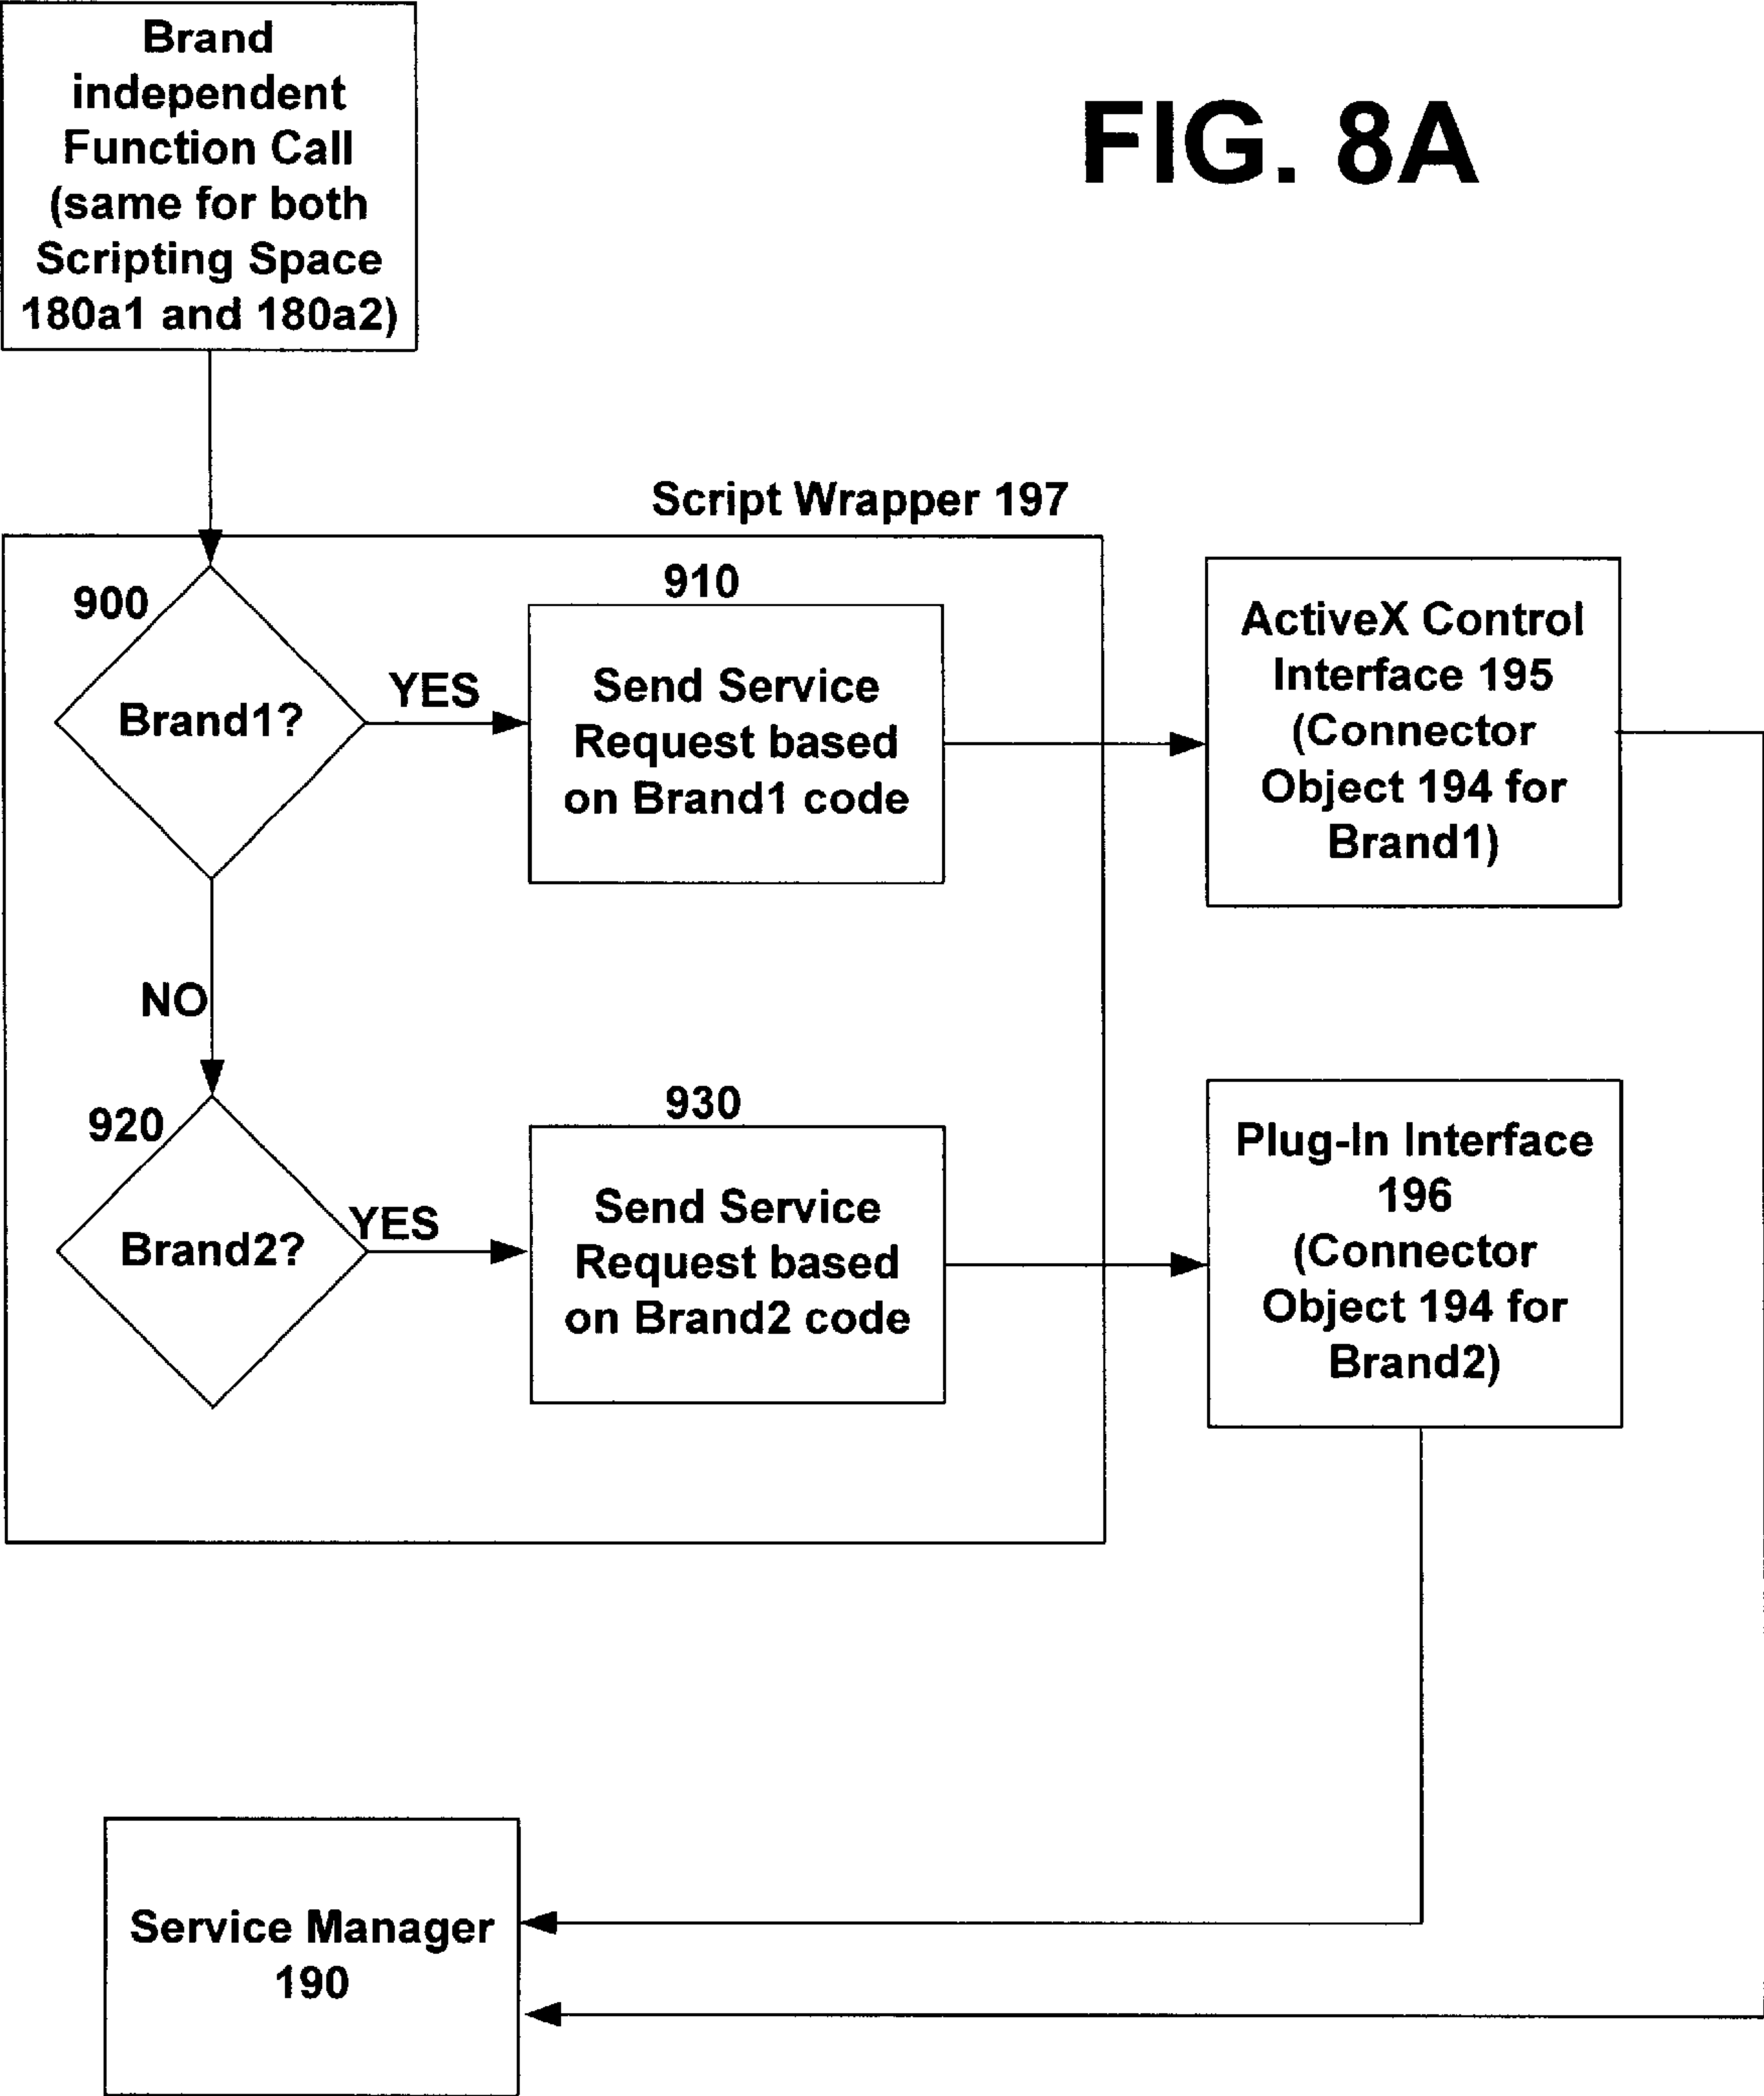 Brand
independent
Function Call
(same for both
Scripting Space
180a1 and 180a2)
FIG. 8A
Script Wrapper 197
900
Brand1?
YES
910
Send Service
Request based
on Brand1 code
ActiveX Control
Interface 195
(Connector
Object 194 for
Brand1)
NO
920
Brand2?
YES
930
Send Service
Request based
on Brand2 code
Plug-In Interface
196
(Connector
Object 194 for
Brand2)
Service Manager
190